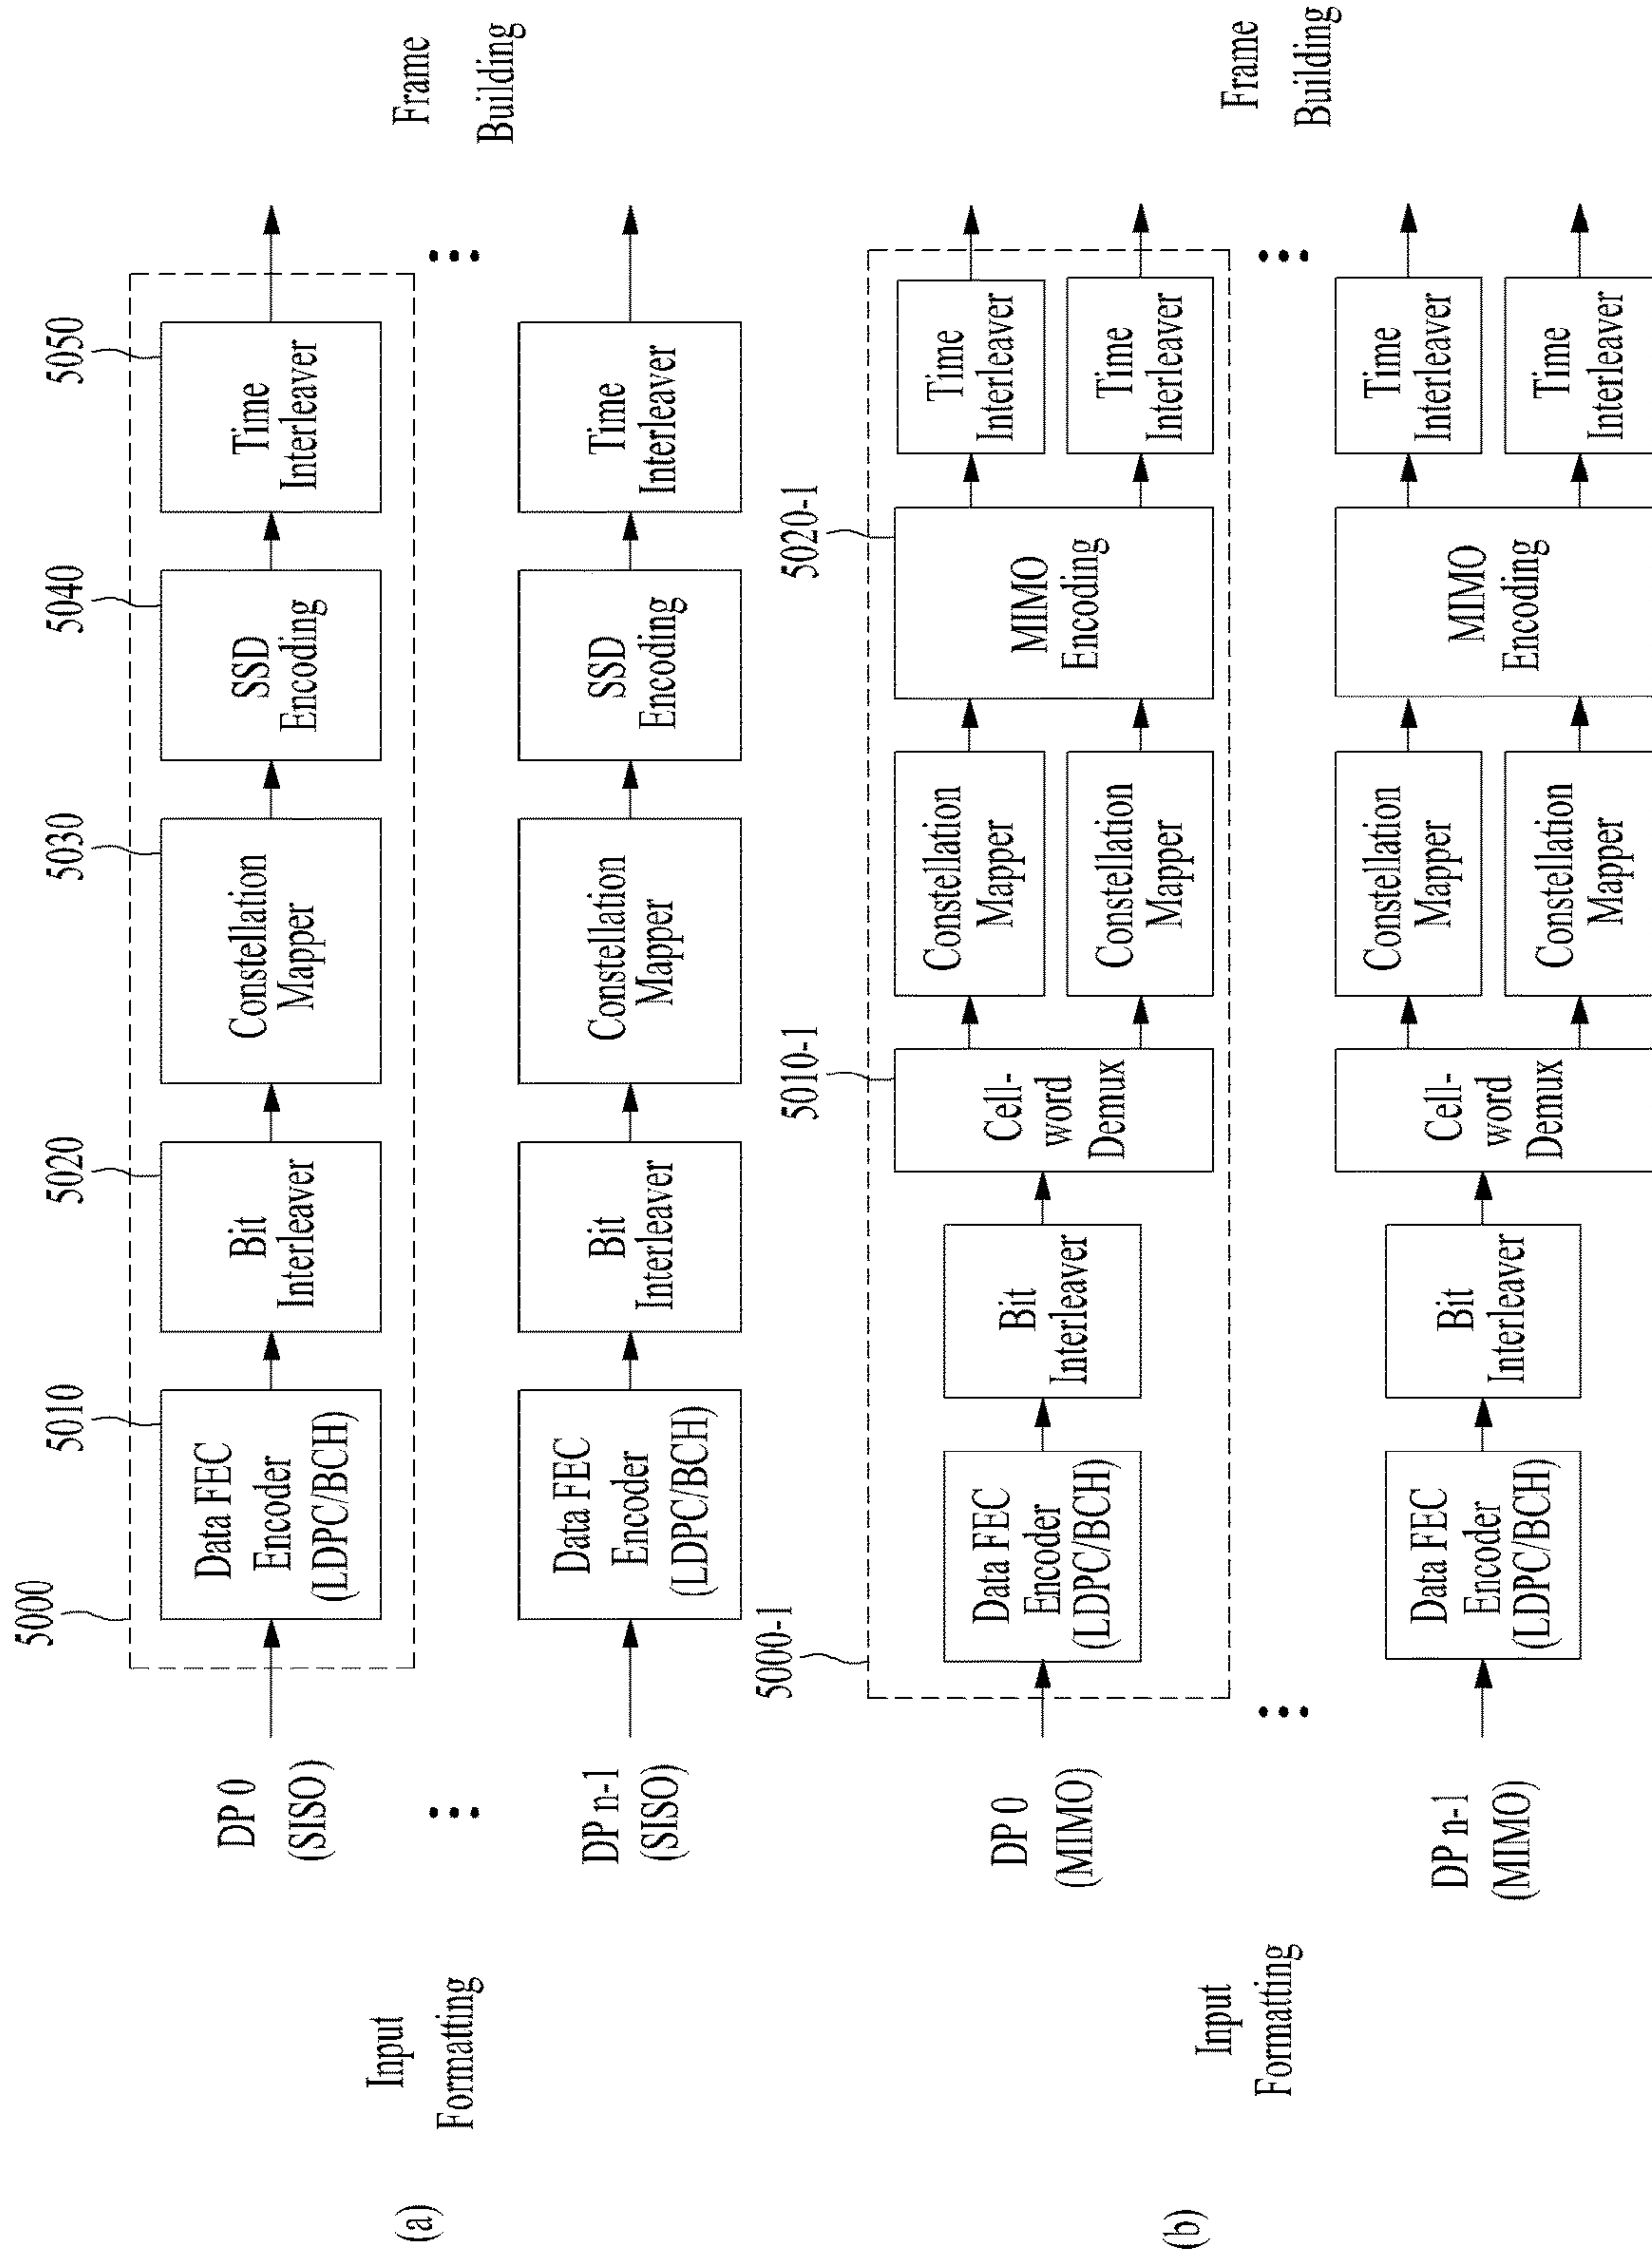 (a)
Input
Formatting
DP 0
(SISO)
5000
Data FEC
Encoder
(LDPC/BCH)
5010
Bit
Interleaver
5020
Constellation
Mapper
5030
SSD
Encoding
5040
Time
Interleaver
5050
Frame
Building
DP n-1
(SISO)
Data FEC
Encoder
(LDPC/BCH)
Bit
Interleaver
Constellation
Mapper
SSD
Encoding
Time
Interleaver
(b)
Input
Formatting
DP 0
(MIMO)
5000-1
Data FEC
Encoder
(LDPC/BCH)
Bit
Interleaver
5010-1
Cell-
word
Demux
Constellation
Mapper
Constellation
Mapper
5020-1
MIMO
Encoding
Time
Interleaver
Time
Interleaver
Frame
Building
DP n-1
(MIMO)
Data FEC
Encoder
(LDPC/BCH)
Bit
Interleaver
Cell-
word
Demux
Constellation
Mapper
Constellation
Mapper
MIMO
Encoding
Time
Interleaver
Time
Interleaver